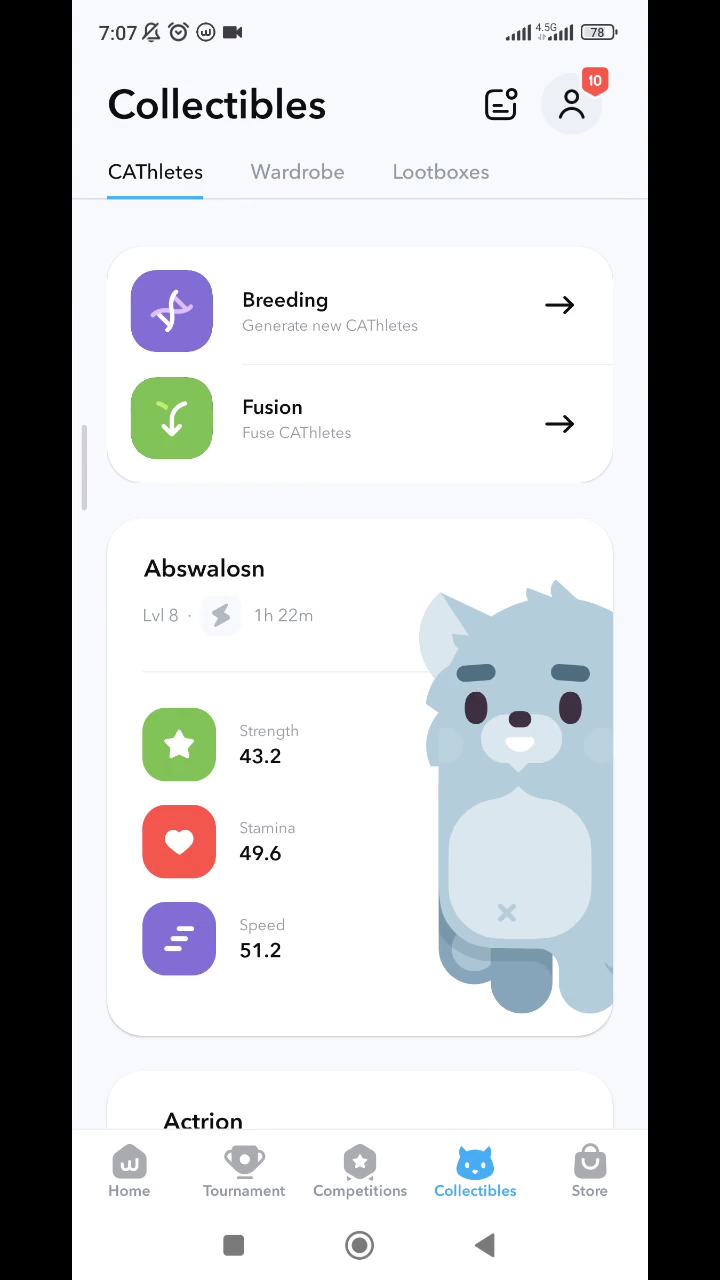 7:07
4.5G
78
Collectibles
10
CAThletes
Wardrobe
Lootboxes
Breeding
Generate new CAThletes
Fusion
Fuse CAThletes
Abswalosn
Lvl 8 · 1h 22m
Strength
43.2
Stamina
49.6
Speed
51.2
Actrion
Home
Tournament
Competitions
Collectibles
Store